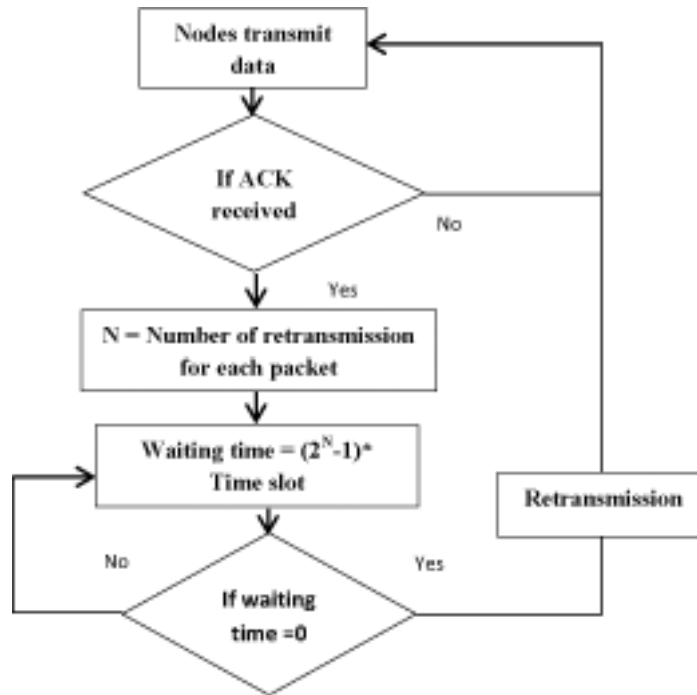 Nodes transmit
data
If ACK
received
No
Yes
N = Number of retransmission
for each packet
Waiting time = (2^N-1)*
Time slot
Retransmission
No
Yes
If waiting
time =0